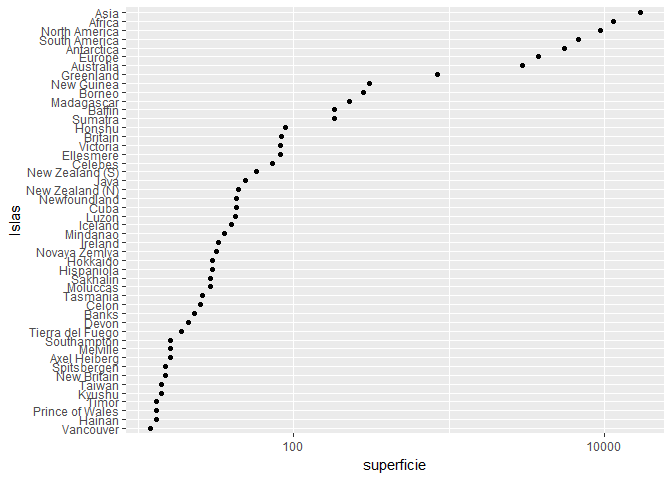 Asia
Africa
North America
South America
Antarctica
Europe
Australia
Greenland
New Guinea
Borneo
Madagascar
Baffin
Sumatra
Honshu
Britain
Victoria
Ellesmere
Celebes
New Zealand (S)
Java
New Zealand (N)
Newfoundland
Cuba
Luzon
Iceland
Mindanao
Ireland
Novaya Zemlya
Hokkaido
Hispaniola
Sakhalin
Moluccas
Tasmania
Celon
Banks
Devon
Tierra del Fuego
Southampton
Melville
Axel Heiberg
Spitsbergen
New Britain
Taiwan
Kyushu
Timor
Prince of Wales
Hainan
Vancouver
Islas
100 10000
superficie